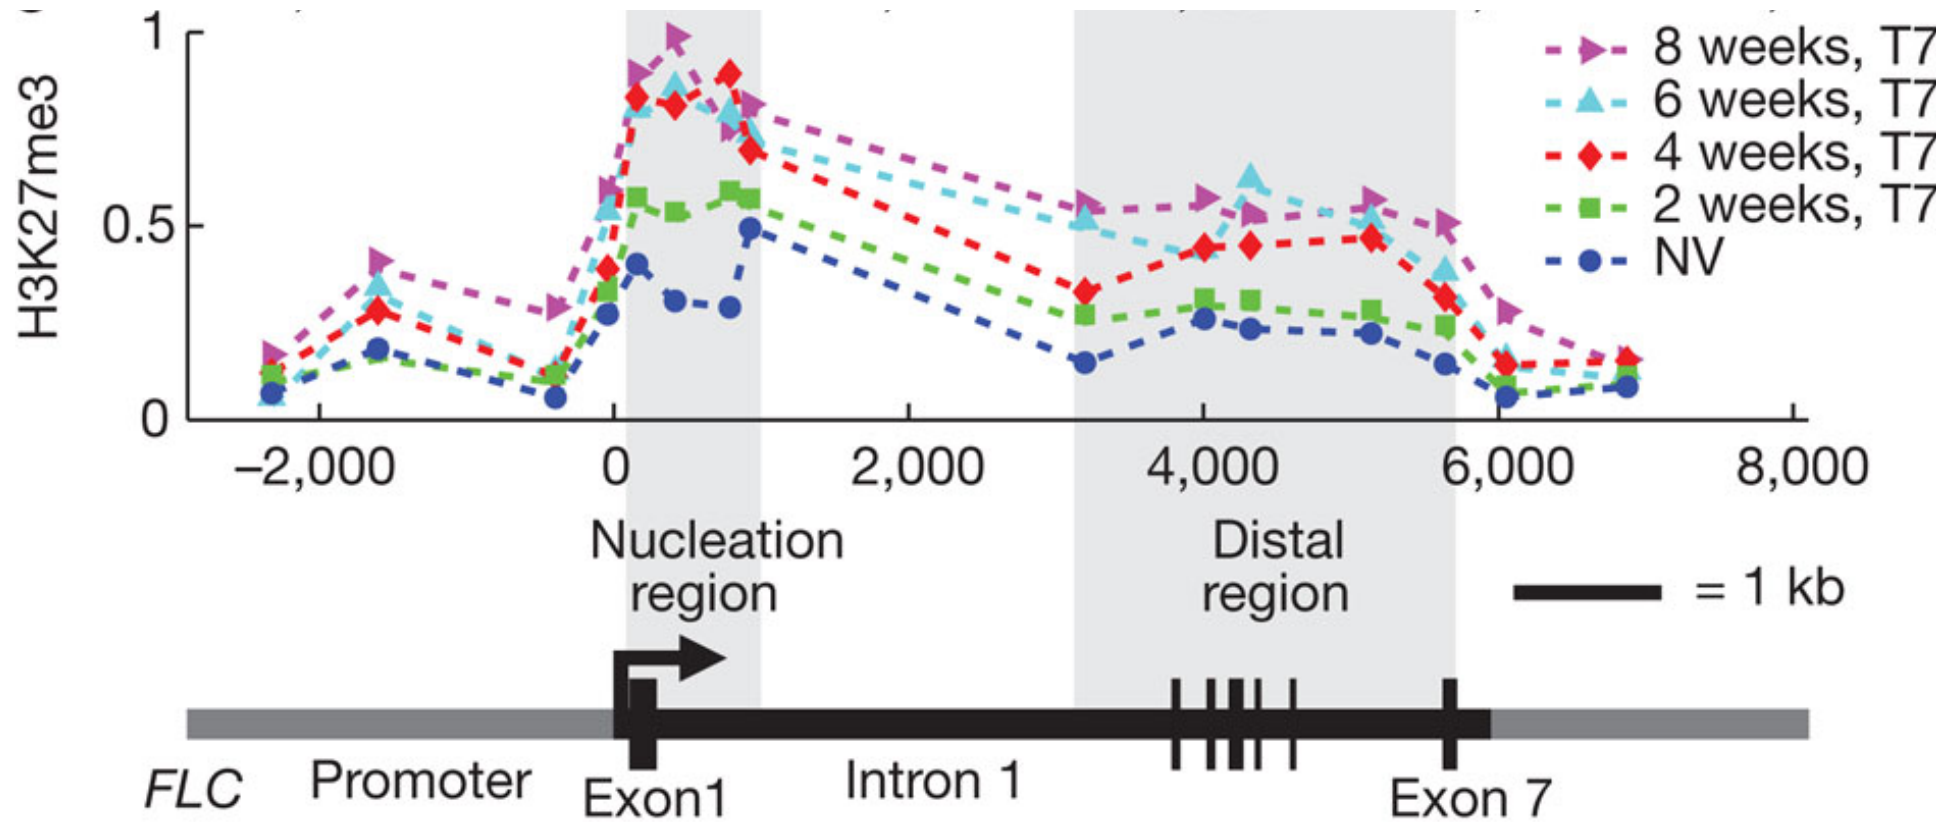 1
0.5
0
H3K27me3
8 weeks, T7
6 weeks, T7
4 weeks, T7
2 weeks, T7
NV
−2,000 0 2,000 4,000 6,000 8,000
Nucleation
region
Distal
region
= 1 kb
FLC Promoter Exon1 Intron 1 Exon 7